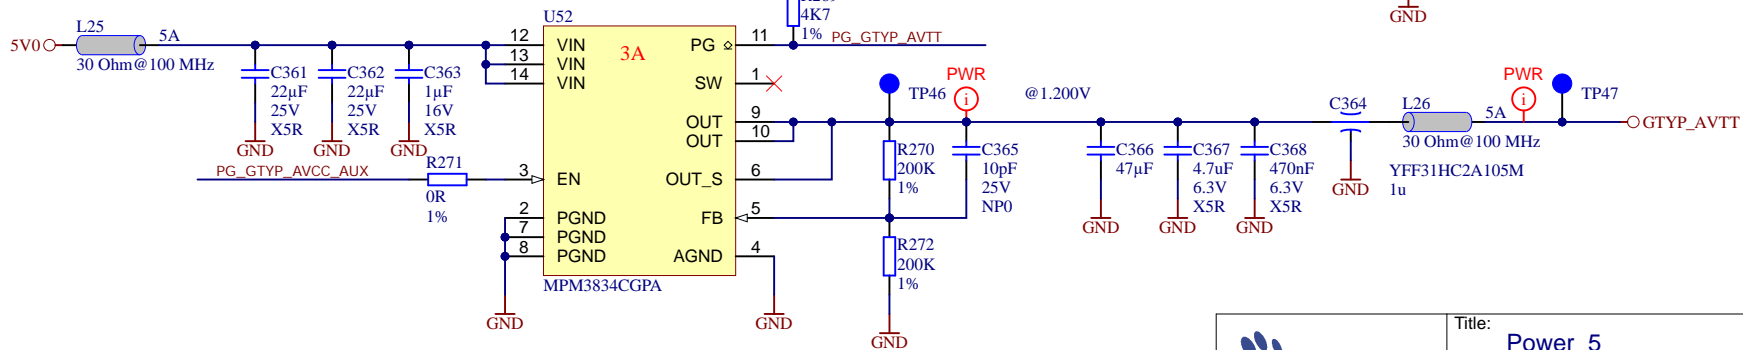 4K7
1%
GND
U52
L25
5V0
5A
30 Ohm@100 MHz
C361
22µF
25V
X5R
GND
C362
22µF
25V
X5R
GND
C363
1µF
16V
X5R
GND
12
13
14
VIN
VIN
VIN
3A
PG
11
PG_GTYP_AVTT
SW
1
OUT
9
OUT
10
PG_GTYP_AVCC_AUX
R271
0R
1%
3
EN
OUT_S
6
2
PGND
7
PGND
8
PGND
FB
5
AGND
4
MPM3834CGPA
GND
GND
TP46
PWR
i
@1.200V
R270
200K
1%
C365
10pF
25V
NP0
R272
200K
1%
GND
C366
47µF
GND
C367
4.7uF
6.3V
X5R
GND
C368
470nF
6.3V
X5R
GND
C364
GND
L26
5A
30 Ohm@100 MHz
YFF31HC2A105M
1u
PWR
i
TP47
GTYP_AVTT
Title:
Power_5